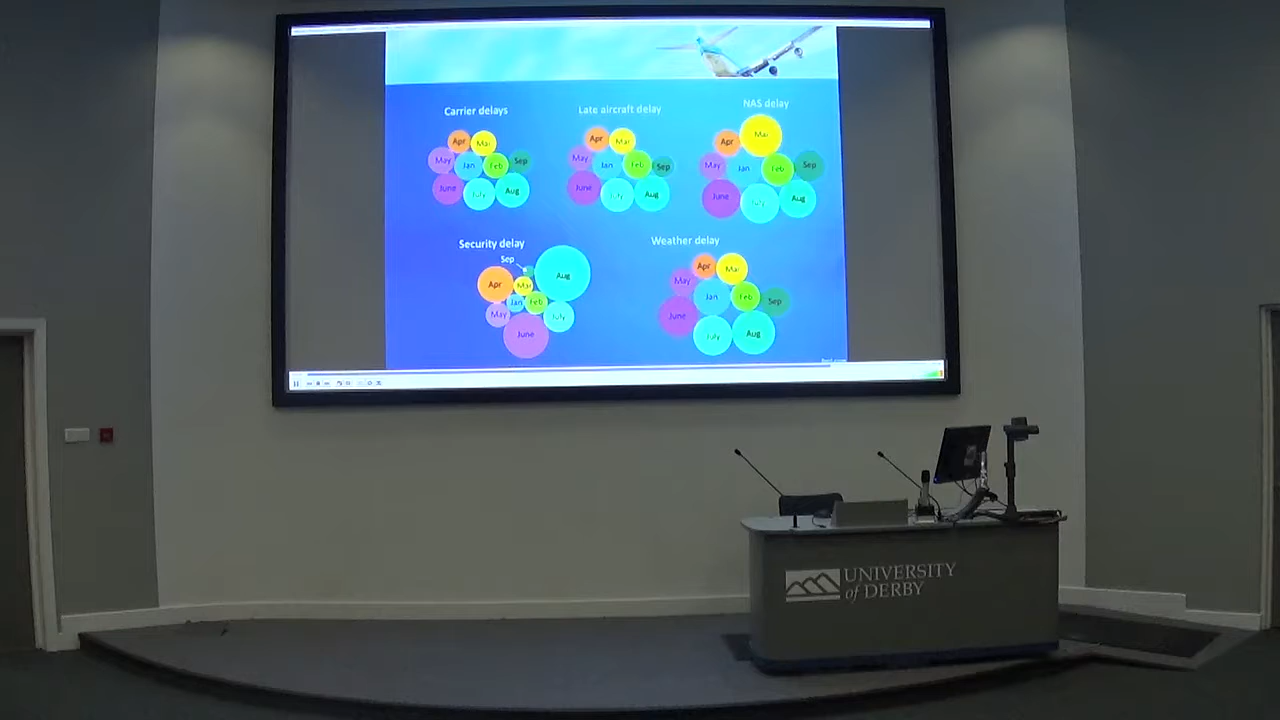 Carrier delays
Apr
Mar
May
Jan
Feb
Sep
June
July
Aug
Late aircraft delay
Apr
Mar
May
Jan
Feb
Sep
June
July
Aug
NAS delay
Mar
Apr
May
Jan
Feb
Sep
June
July
Aug
Security delay
Sep
Aug
Apr
Mar
Jan
Feb
May
July
June
Weather delay
Apr
Mar
May
Jan
Feb
Sep
June
July
Aug
UNIVERSITY
of DERBY